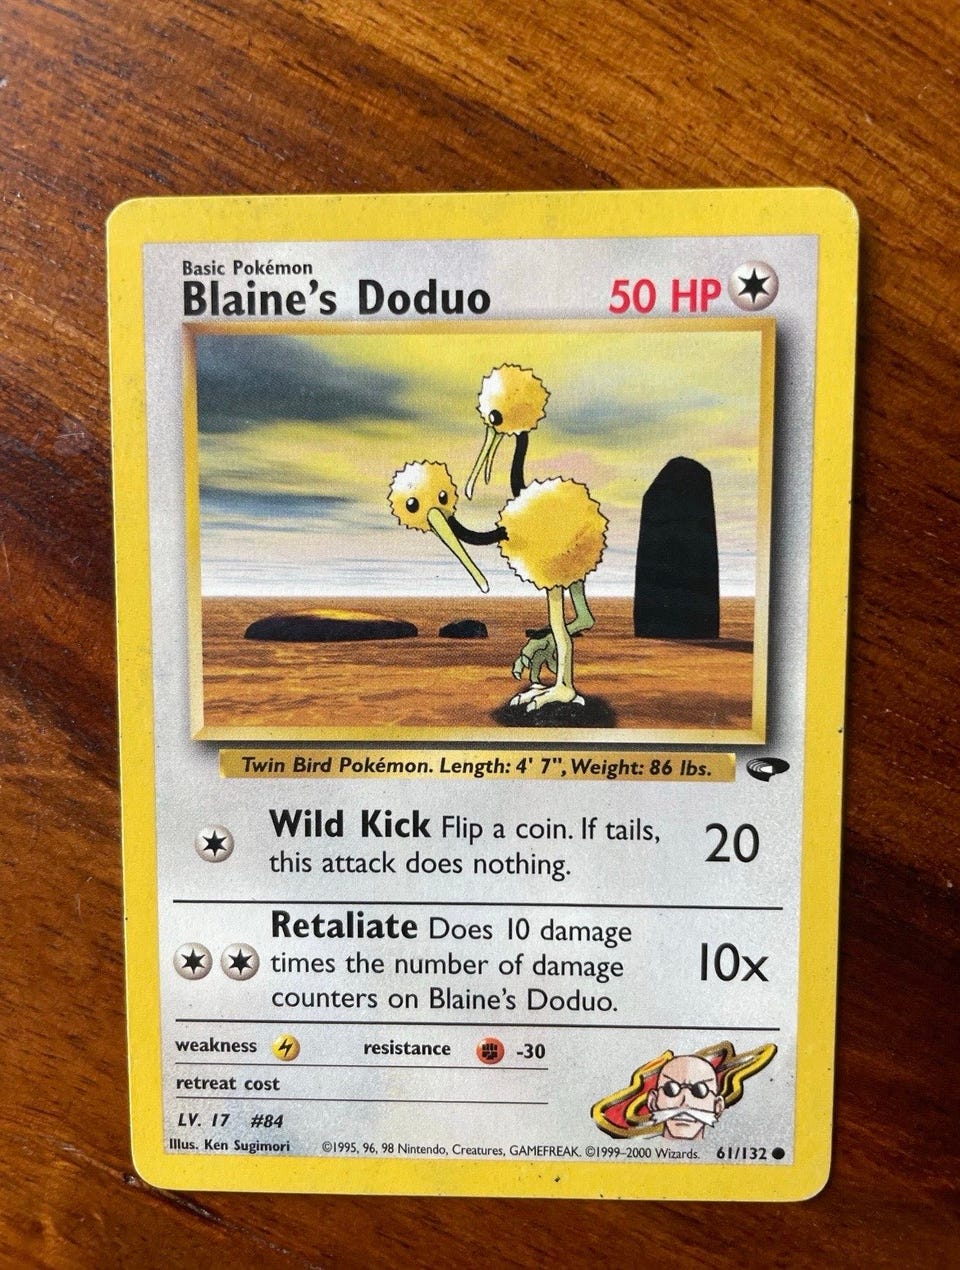 Basic Pokémon
Blaine's Doduo
50 HP
Twin Bird Pokémon. Length: 4' 7", Weight: 86 lbs.
Wild Kick Flip a coin. If tails,
this attack does nothing.
20
Retaliate Does 10 damage
times the number of damage
counters on Blaine's Doduo.
10x
weakness
resistance
-30
retreat cost
LV. 17 #84
Illus. Ken Sugimori
©1995, 96, 98 Nintendo, Creatures, GAMEFREAK. ©1999-2000 Wizards.
61/132